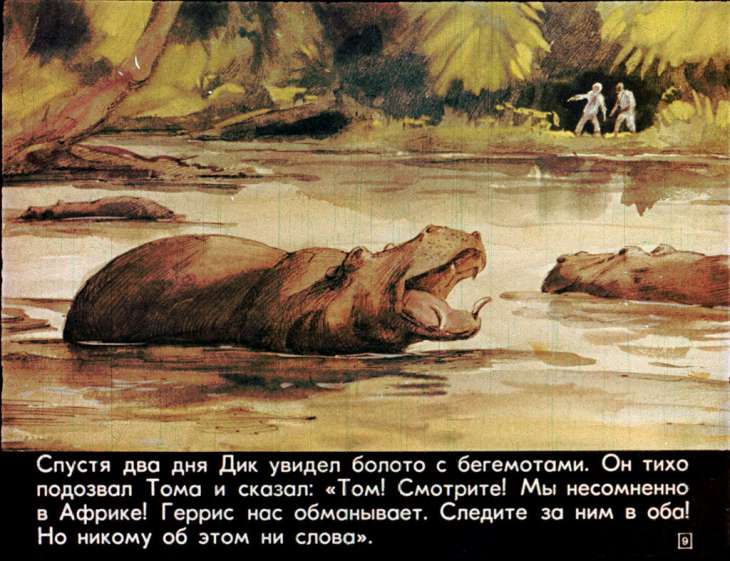 Спустя два дня Дик увидел болото с бегемотами. Он тихо
подозвал Тома и сказал: «Том! Смотрите! Мы несомненно
в Африке! Геррис нас обманывает. Следите за ним в оба!
Но никому об этом ни слова».
9